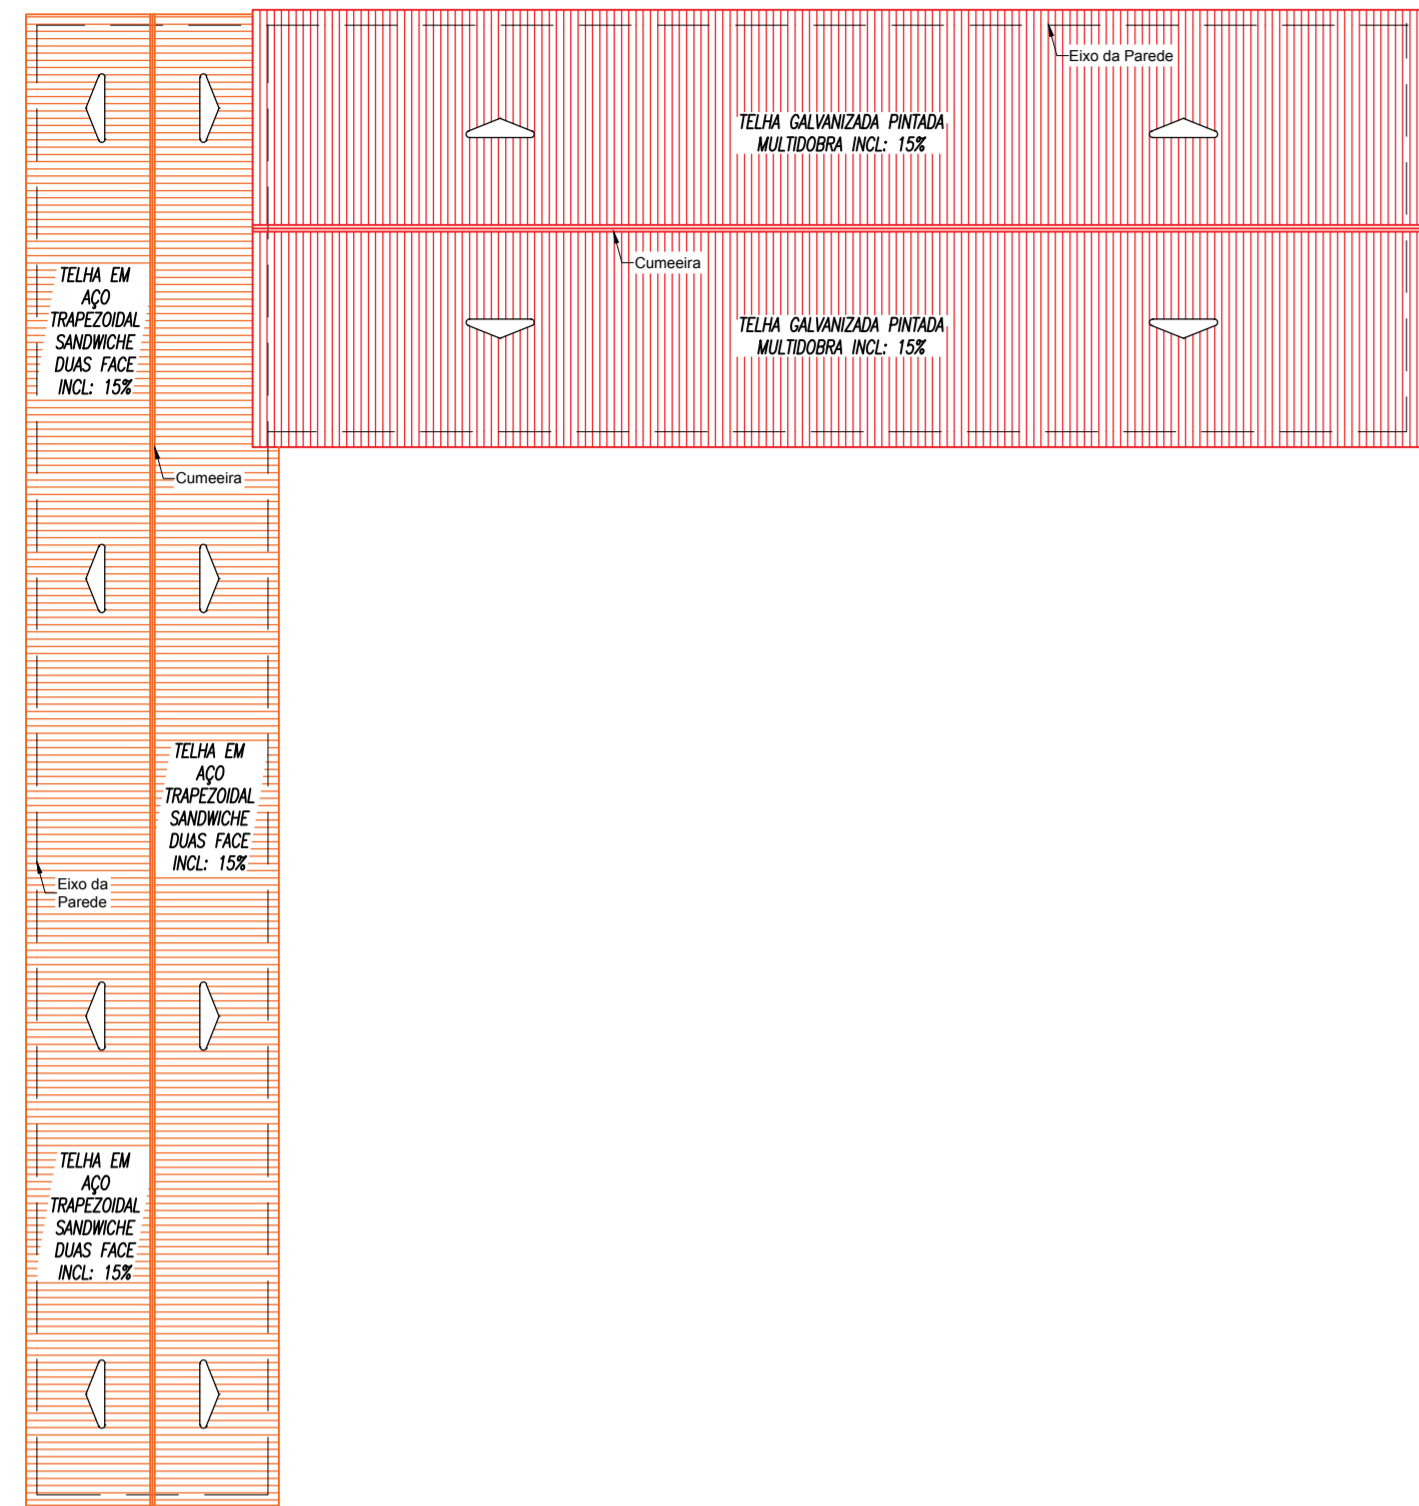 Eixo da Parede
TELHA GALVANIZADA PINTADA
MULTIDOBRA INCL: 15%
Cumeeira
TELHA GALVANIZADA PINTADA
MULTIDOBRA INCL: 15%
TELHA EM
AÇO
TRAPEZOIDAL
SANDWICHE
DUAS FACE
INCL: 15%
Cumeeira
TELHA EM
AÇO
TRAPEZOIDAL
SANDWICHE
DUAS FACE
INCL: 15%
Eixo da
Parede
TELHA EM
AÇO
TRAPEZOIDAL
SANDWICHE
DUAS FACE
INCL: 15%